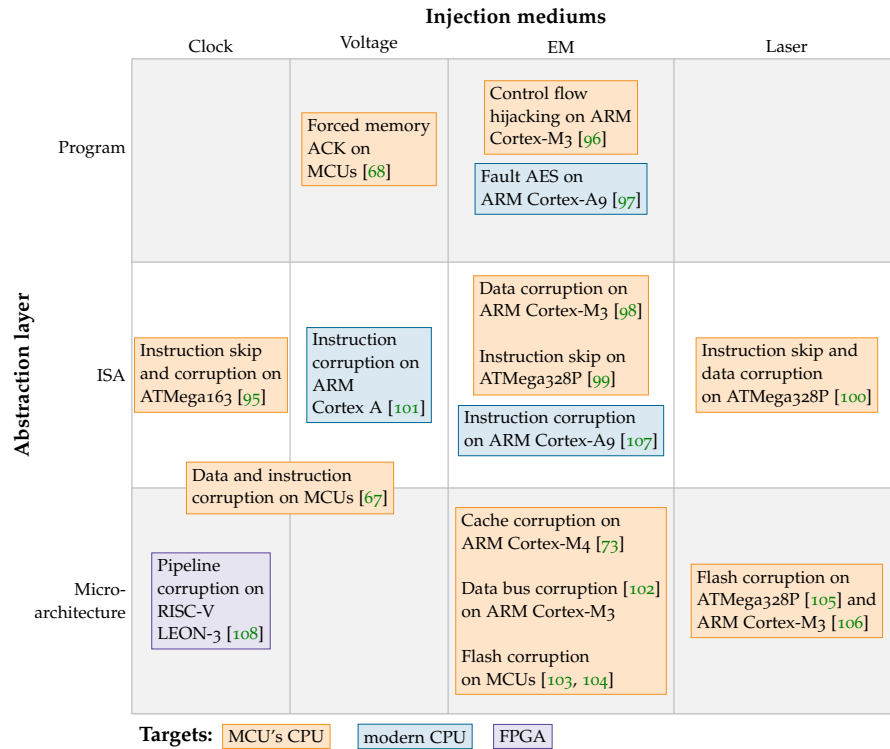 Injection mediums
Clock
Voltage
EM
Laser
Abstraction layer
Program
Forced memory
ACK on
MCUs [68]
Control flow
hijacking on ARM
Cortex-M3 [96]
Fault AES on
ARM Cortex-A9 [97]
ISA
Instruction skip
and corruption on
ATMega163 [95]
Instruction
corruption on
ARM
Cortex A [101]
Data corruption on
ARM Cortex-M3 [98]
Instruction skip on
ATMega328P [99]
Instruction corruption
on ARM Cortex-A9 [107]
Instruction skip and
data corruption
on ATMega328P [100]
Data and instruction
corruption on MCUs [67]
Micro-
architecture
Pipeline
corruption on
RISC-V
LEON-3 [108]
Cache corruption on
ARM Cortex-M4 [73]
Data bus corruption [102]
on ARM Cortex-M3
Flash corruption
on MCUs [103, 104]
Flash corruption on
ATMega328P [105] and
ARM Cortex-M3 [106]
Targets: MCU's CPU modern CPU FPGA